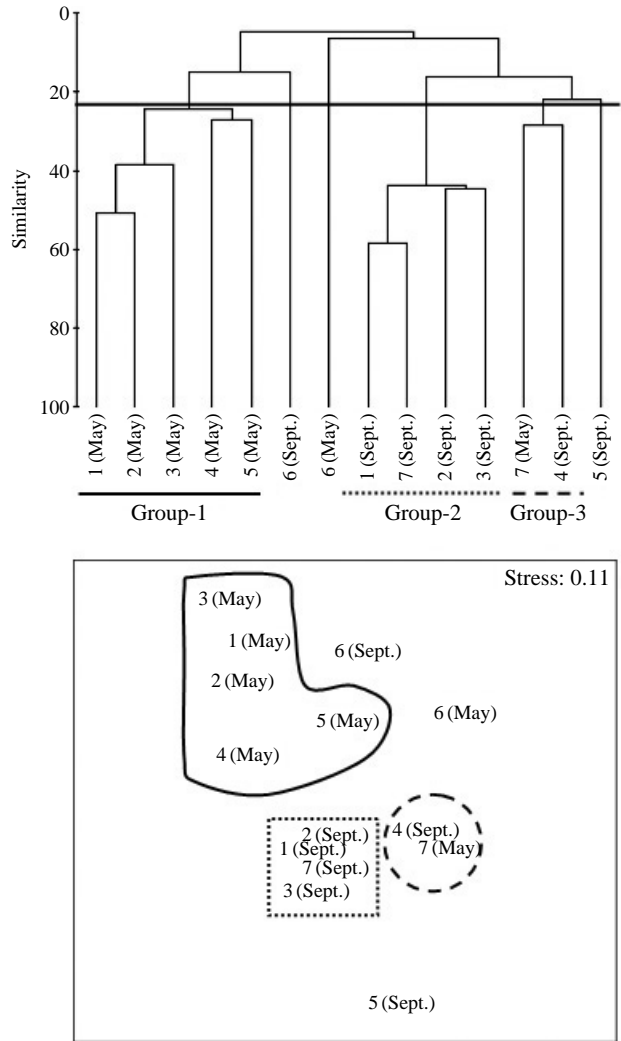 0
20
40
60
80
100
Similarity
1 (May)
2 (May)
3 (May)
4 (May)
5 (May)
6 (Sept.)
6 (May)
1 (Sept.)
7 (Sept.)
2 (Sept.)
3 (Sept.)
7 (May)
4 (Sept.)
5 (Sept.)
Group-1 Group-2 Group-3
Stress: 0.11
3 (May)
1 (May)
6 (Sept.)
2 (May)
5 (May)
6 (May)
4 (May)
2 (Sept.)
4 (Sept.)
1 (Sept.)
7 (May)
7 (Sept.)
3 (Sept.)
5 (Sept.)